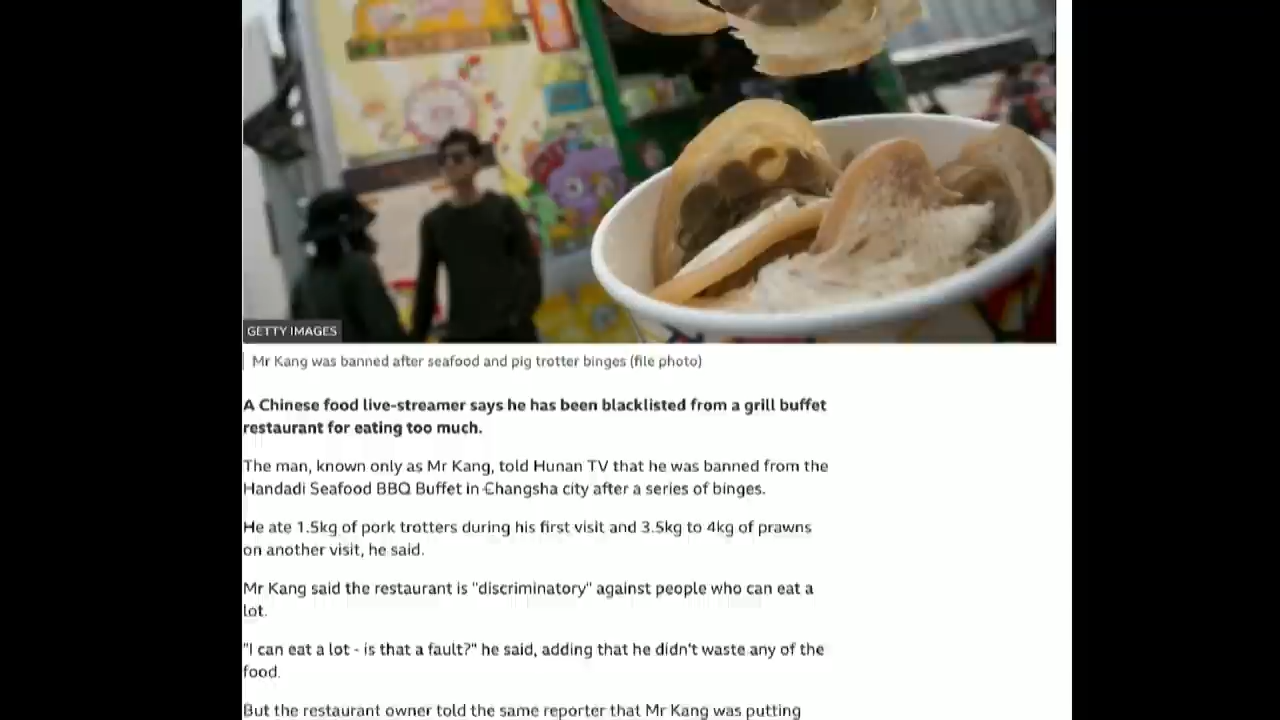 GETTY IMAGES
Mr Kang was banned after seafood and pig trotter binges (file photo)
A Chinese food live-streamer says he has been blacklisted from a grill buffet
restaurant for eating too much.
The man, known only as Mr Kang, told Hunan TV that he was banned from the
Handadi Seafood BBQ Buffet in Changsha city after a series of binges.
He ate 1.5kg of pork trotters during his first visit and 3.5kg to 4kg of prawns
on another visit, he said.
Mr Kang said the restaurant is "discriminatory" against people who can eat a
lot.
"I can eat a lot - is that a fault?" he said, adding that he didn't waste any of the
food.
But the restaurant owner told the same reporter that Mr Kang was putting